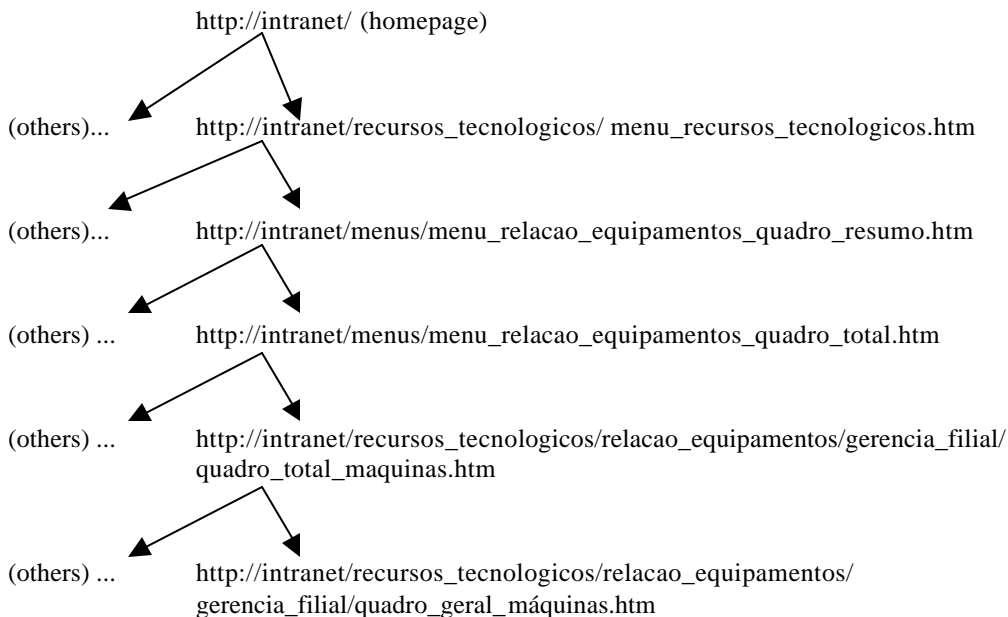 http://intranet/ (homepage)
(others)... http://intranet/recursos_tecnologicos/ menu_recursos_tecnologicos.htm
(others)... http://intranet/menus/menu_relacao_equipamentos_quadro_resumo.htm
(others) ... http://intranet/menus/menu_relacao_equipamentos_quadro_total.htm
(others) ... http://intranet/recursos_tecnologicos/relacao_equipamentos/gerencia_filial/
quadro_total_maquinas.htm
(others) ... http://intranet/recursos_tecnologicos/relacao_equipamentos/
gerencia_filial/quadro_geral_máquinas.htm